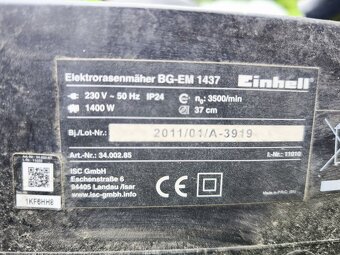 Elektrorasenmäher BG-EM 1437
Einhell
230 V ~ 50 Hz IP24
n₀: 3500/min
1400 W
37 cm
Bj./Lot-Nr.:
2011/01/A-3919
Art.-Nr.: 34.002.85
I.-Nr.: 11010
ISC GmbH
Eschenstraße 6
94405 Landau /Isar
www.isc-gmbh.info
1KF6HH8